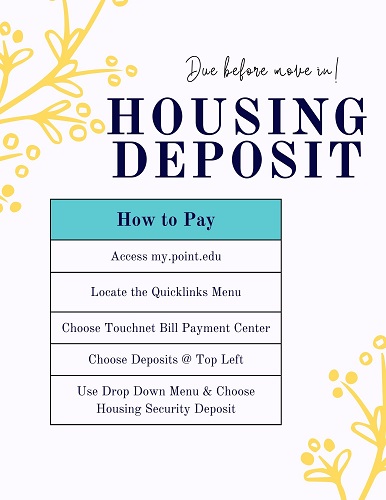 Due before move in!
HOUSING
DEPOSIT
How to Pay
Access my.point.edu
Locate the Quicklinks Menu
Choose Touchnet Bill Payment Center
Choose Deposits @ Top Left
Use Drop Down Menu & Choose
Housing Security Deposit